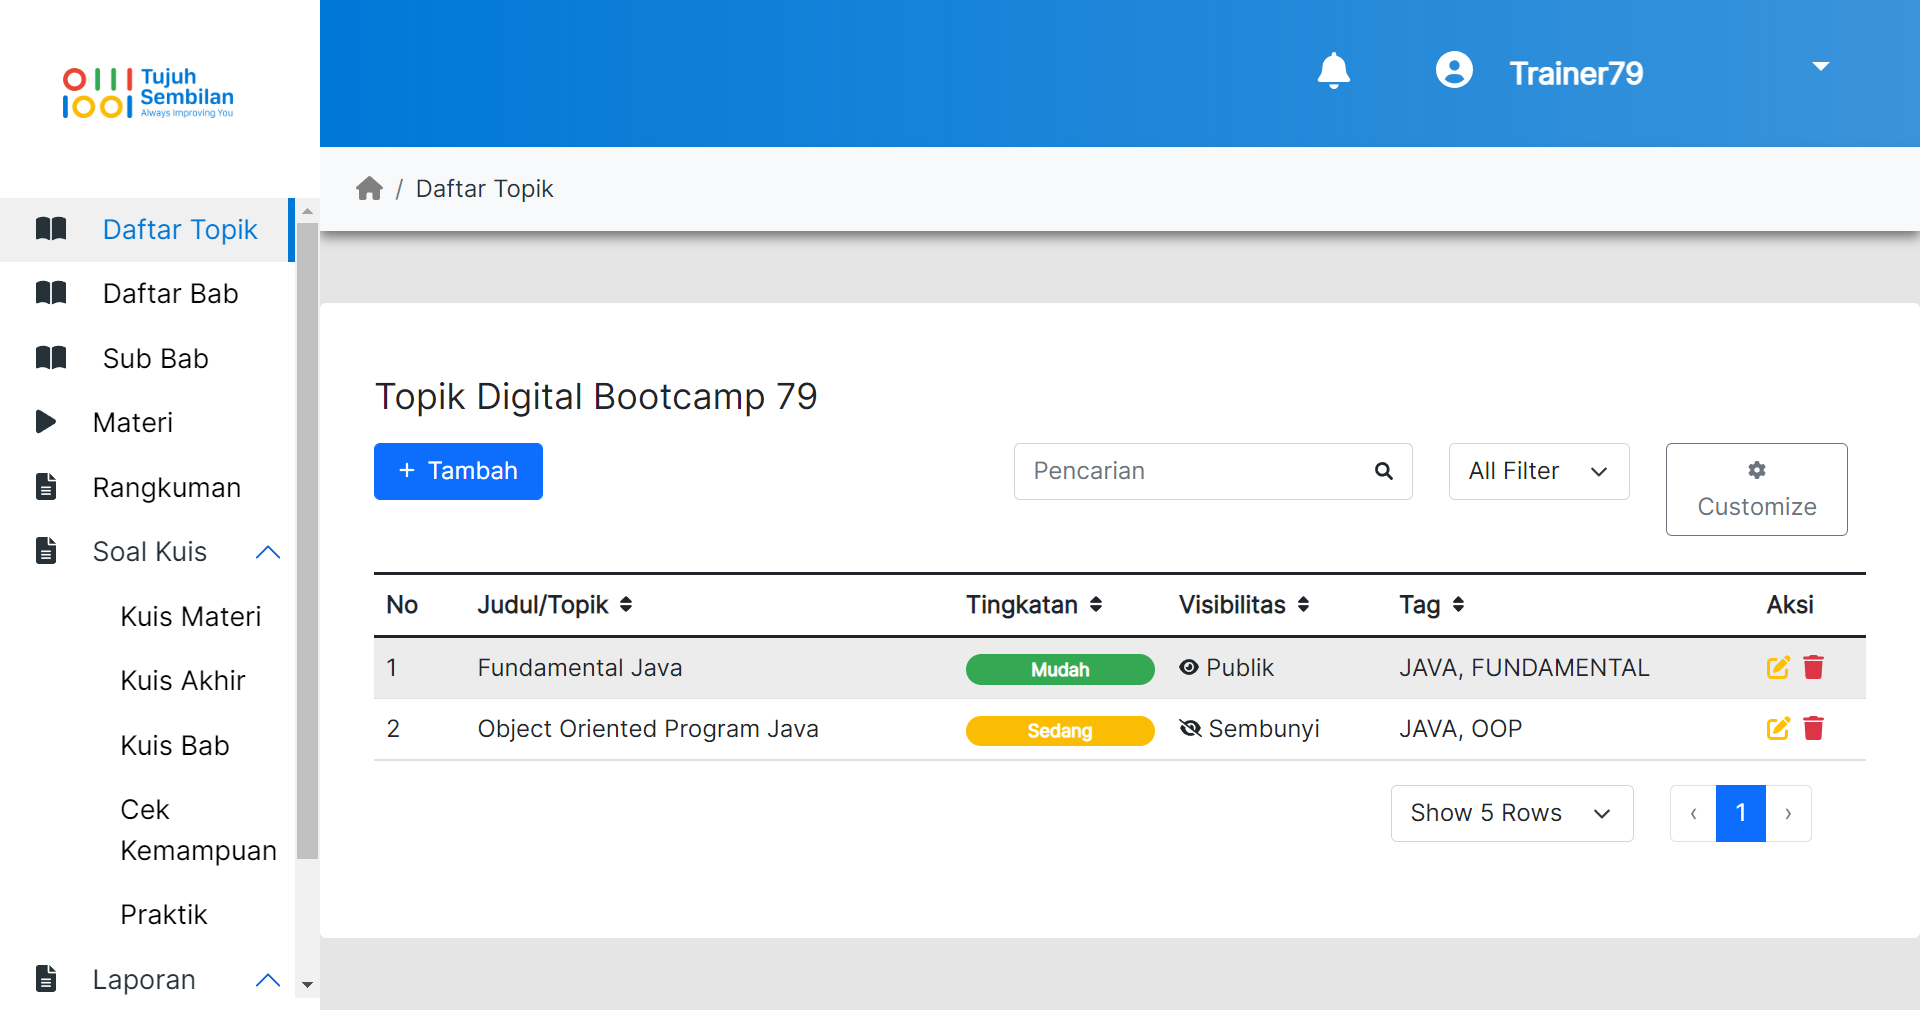 Tujuh
Sembilan
Always Improving You
Trainer79
/ Daftar Topik
Daftar Topik
Daftar Bab
Sub Bab
Materi
Rangkuman
Soal Kuis
Kuis Materi
Kuis Akhir
Kuis Bab
Cek
Kemampuan
Praktik
Laporan
Topik Digital Bootcamp 79
+ Tambah
Pencarian
All Filter
Customize
No Judul/Topik Tingkatan Visibilitas Tag Aksi
1 Fundamental Java Mudah Publik JAVA, FUNDAMENTAL
2 Object Oriented Program Java Sedang Sembunyi JAVA, OOP
Show 5 Rows ‹ 1 ›